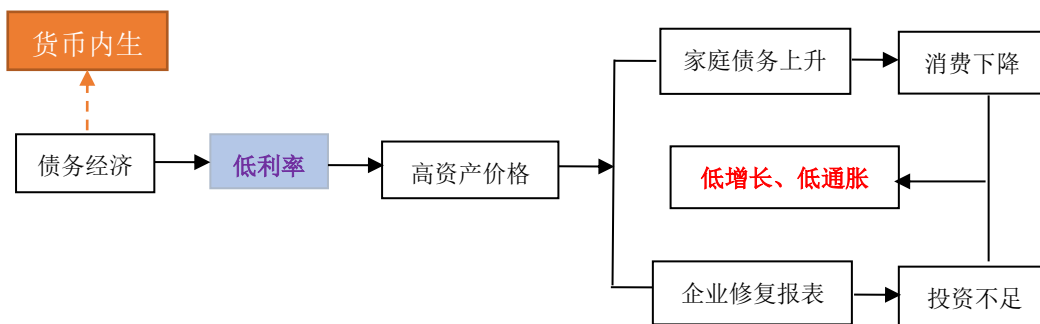 货币内生
家庭债务上升
消费下降
债务经济
低利率
高资产价格
低增长、低通胀
企业修复报表
投资不足